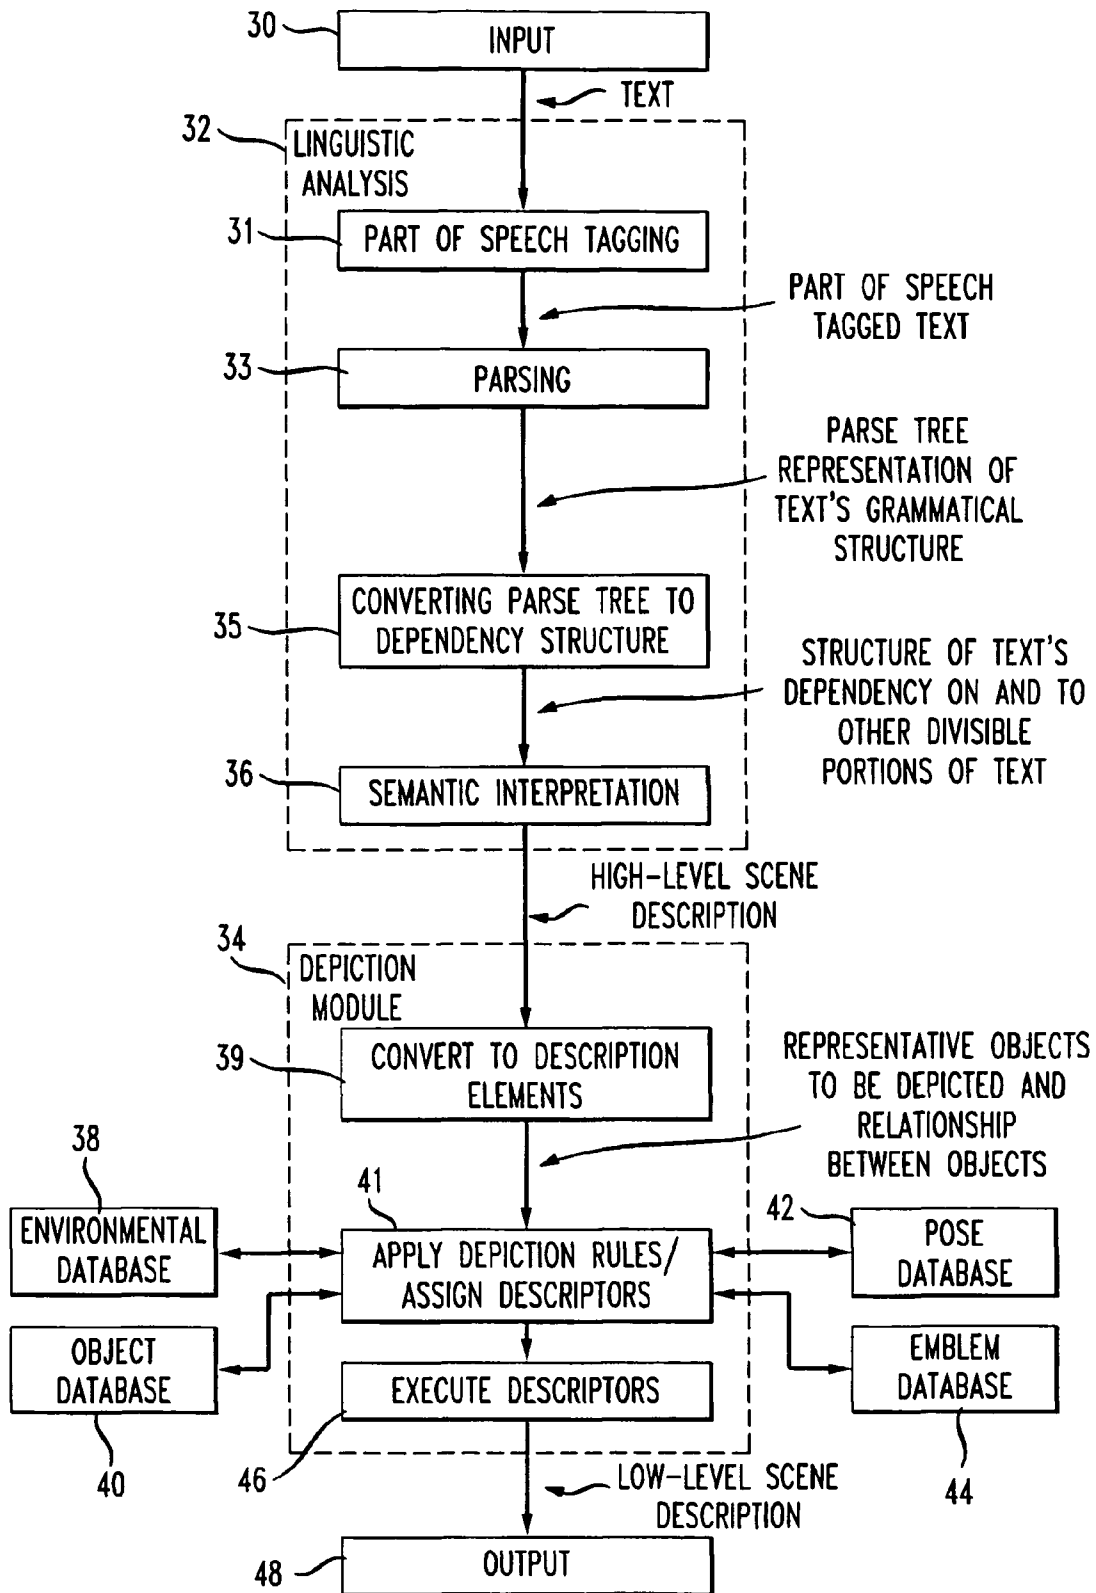 30
INPUT
TEXT
32
LINGUISTIC
ANALYSIS
31
PART OF SPEECH TAGGING
PART OF SPEECH
TAGGED TEXT
33
PARSING
PARSE TREE
REPRESENTATION OF
TEXT'S GRAMMATICAL
STRUCTURE
35
CONVERTING PARSE TREE TO
DEPENDENCY STRUCTURE
STRUCTURE OF TEXT'S
DEPENDENCY ON AND TO
OTHER DIVISIBLE
PORTIONS OF TEXT
36
SEMANTIC INTERPRETATION
HIGH-LEVEL SCENE
DESCRIPTION
34
DEPICTION
MODULE
39
CONVERT TO DESCRIPTION
ELEMENTS
REPRESENTATIVE OBJECTS
TO BE DEPICTED AND
RELATIONSHIP
BETWEEN OBJECTS
38
ENVIRONMENTAL
DATABASE
41
APPLY DEPICTION RULES/
ASSIGN DESCRIPTORS
42
POSE
DATABASE
OBJECT
DATABASE
40
EXECUTE DESCRIPTORS
46
EMBLEM
DATABASE
44
LOW-LEVEL SCENE
DESCRIPTION
48
OUTPUT